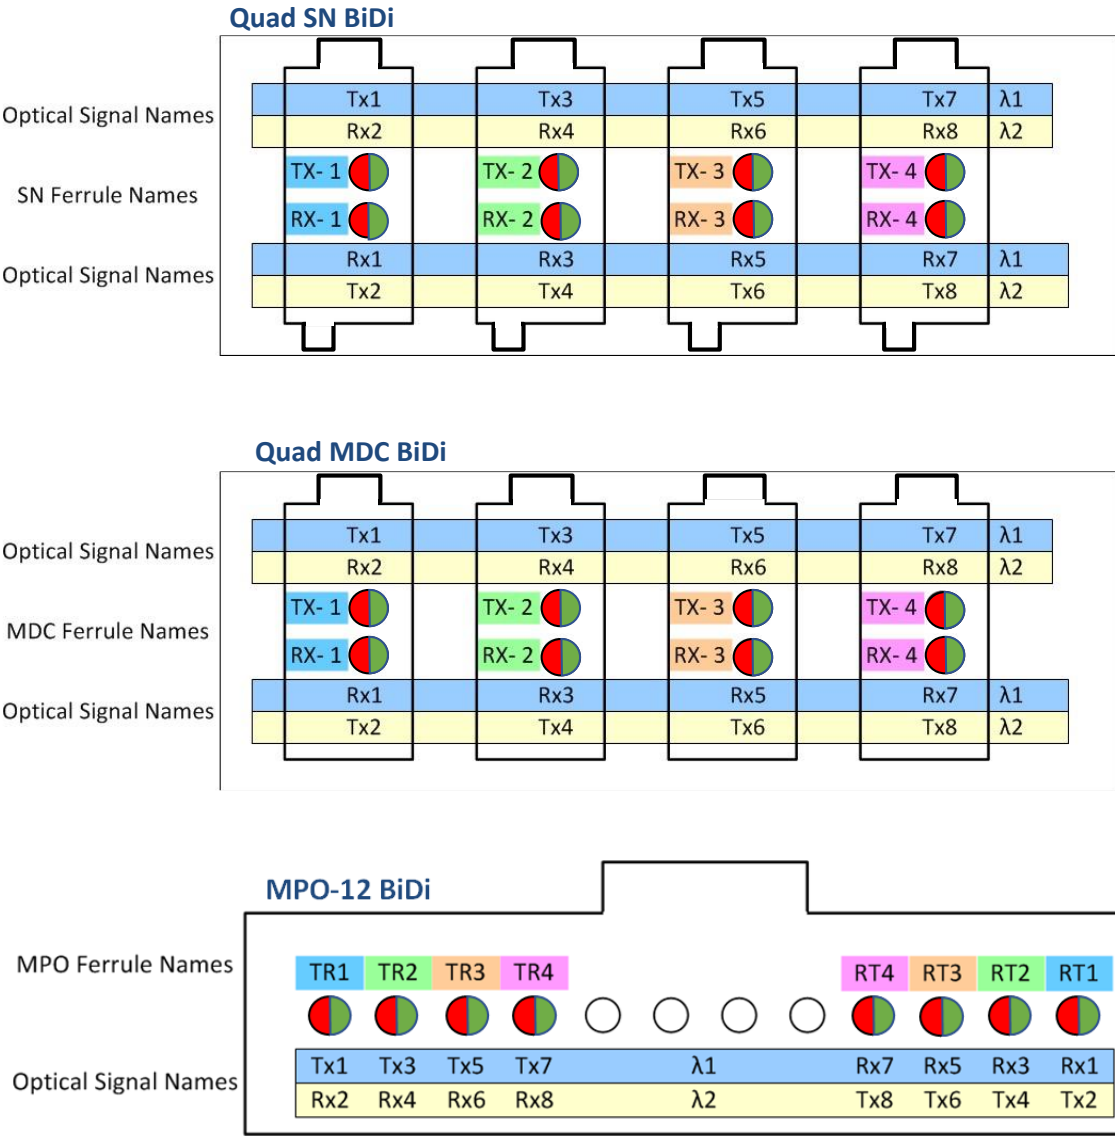 Quad SN BiDi
Optical Signal Names
Tx1 Tx3 Tx5 Tx7 λ1
Rx2 Rx4 Rx6 Rx8 λ2
SN Ferrule Names
TX- 1 TX- 2 TX- 3 TX- 4
RX- 1 RX- 2 RX- 3 RX- 4
Optical Signal Names
Rx1 Rx3 Rx5 Rx7 λ1
Tx2 Tx4 Tx6 Tx8 λ2
Quad MDC BiDi
Optical Signal Names
Tx1 Tx3 Tx5 Tx7 λ1
Rx2 Rx4 Rx6 Rx8 λ2
MDC Ferrule Names
TX- 1 TX- 2 TX- 3 TX- 4
RX- 1 RX- 2 RX- 3 RX- 4
Optical Signal Names
Rx1 Rx3 Rx5 Rx7 λ1
Tx2 Tx4 Tx6 Tx8 λ2
MPO-12 BiDi
MPO Ferrule Names
TR1 TR2 TR3 TR4 RT4 RT3 RT2 RT1
Optical Signal Names
Tx1 Tx3 Tx5 Tx7 λ1 Rx7 Rx5 Rx3 Rx1
Rx2 Rx4 Rx6 Rx8 λ2 Tx8 Tx6 Tx4 Tx2